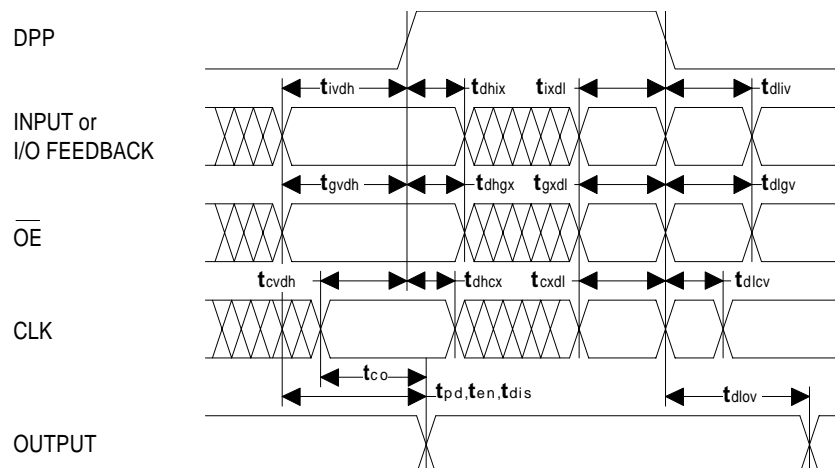 DPP
tivdh tdhix tixdl tdliv
INPUT or
I/O FEEDBACK
tgvdh tdhgx tgxdl tdlgv
OE
tcvdh tdhcx tcxdl tdlcv
CLK
tco
tpd,ten,tdis tdlov
OUTPUT